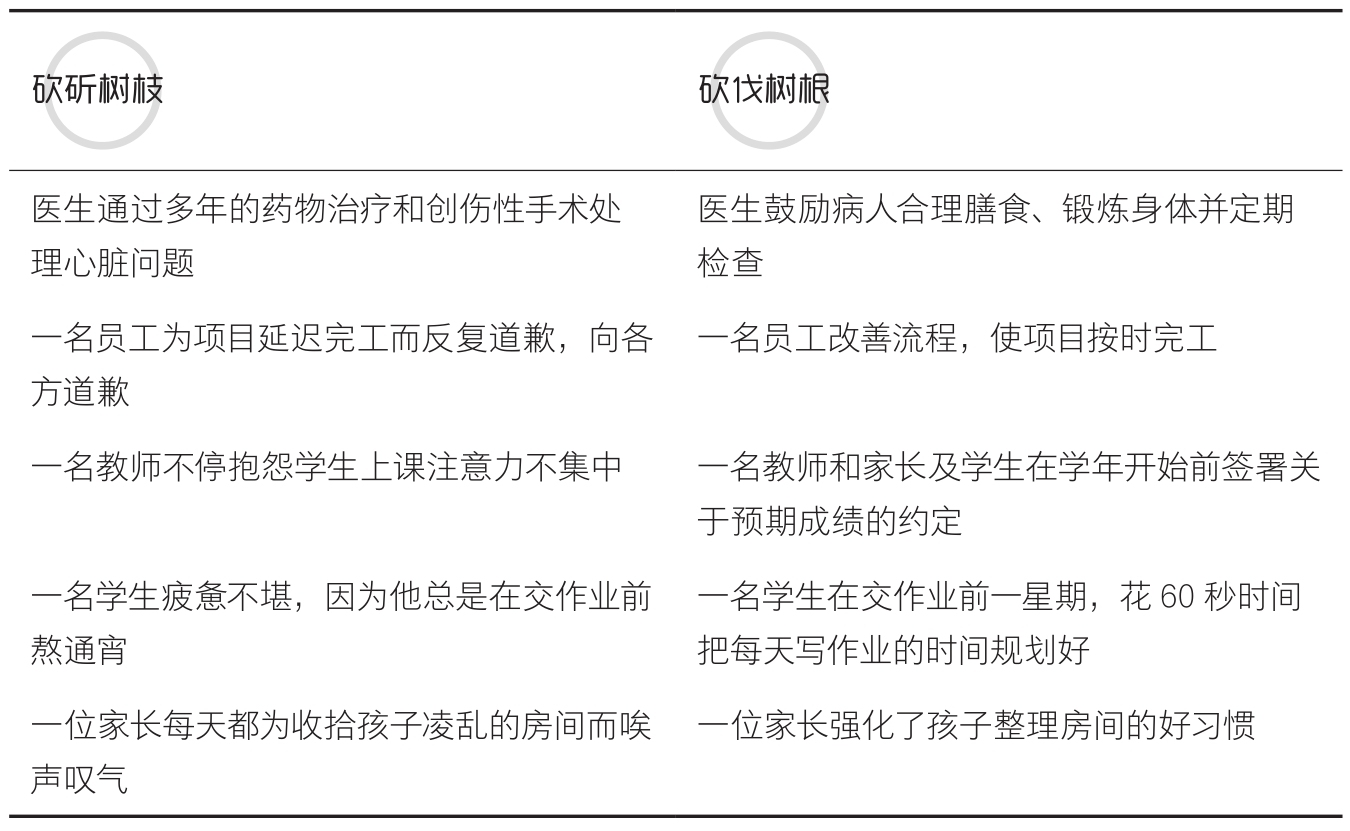 砍斫树枝
砍伐树根
医生通过多年的药物治疗和创伤性手术处
理心脏问题
医生鼓励病人合理膳食、锻炼身体并定期
检查
一名员工为项目延迟完工而反复道歉，向各
方道歉
一名员工改善流程，使项目按时完工
一名教师不停抱怨学生上课注意力不集中
一名教师和家长及学生在学年开始前签署关
于预期成绩的约定
一名学生疲惫不堪，因为他总是在交作业前
熬通宵
一名学生在交作业前一星期，花 60 秒时间
把每天写作业的时间规划好
一位家长每天都为收拾孩子凌乱的房间而唉
声叹气
一位家长强化了孩子整理房间的好习惯